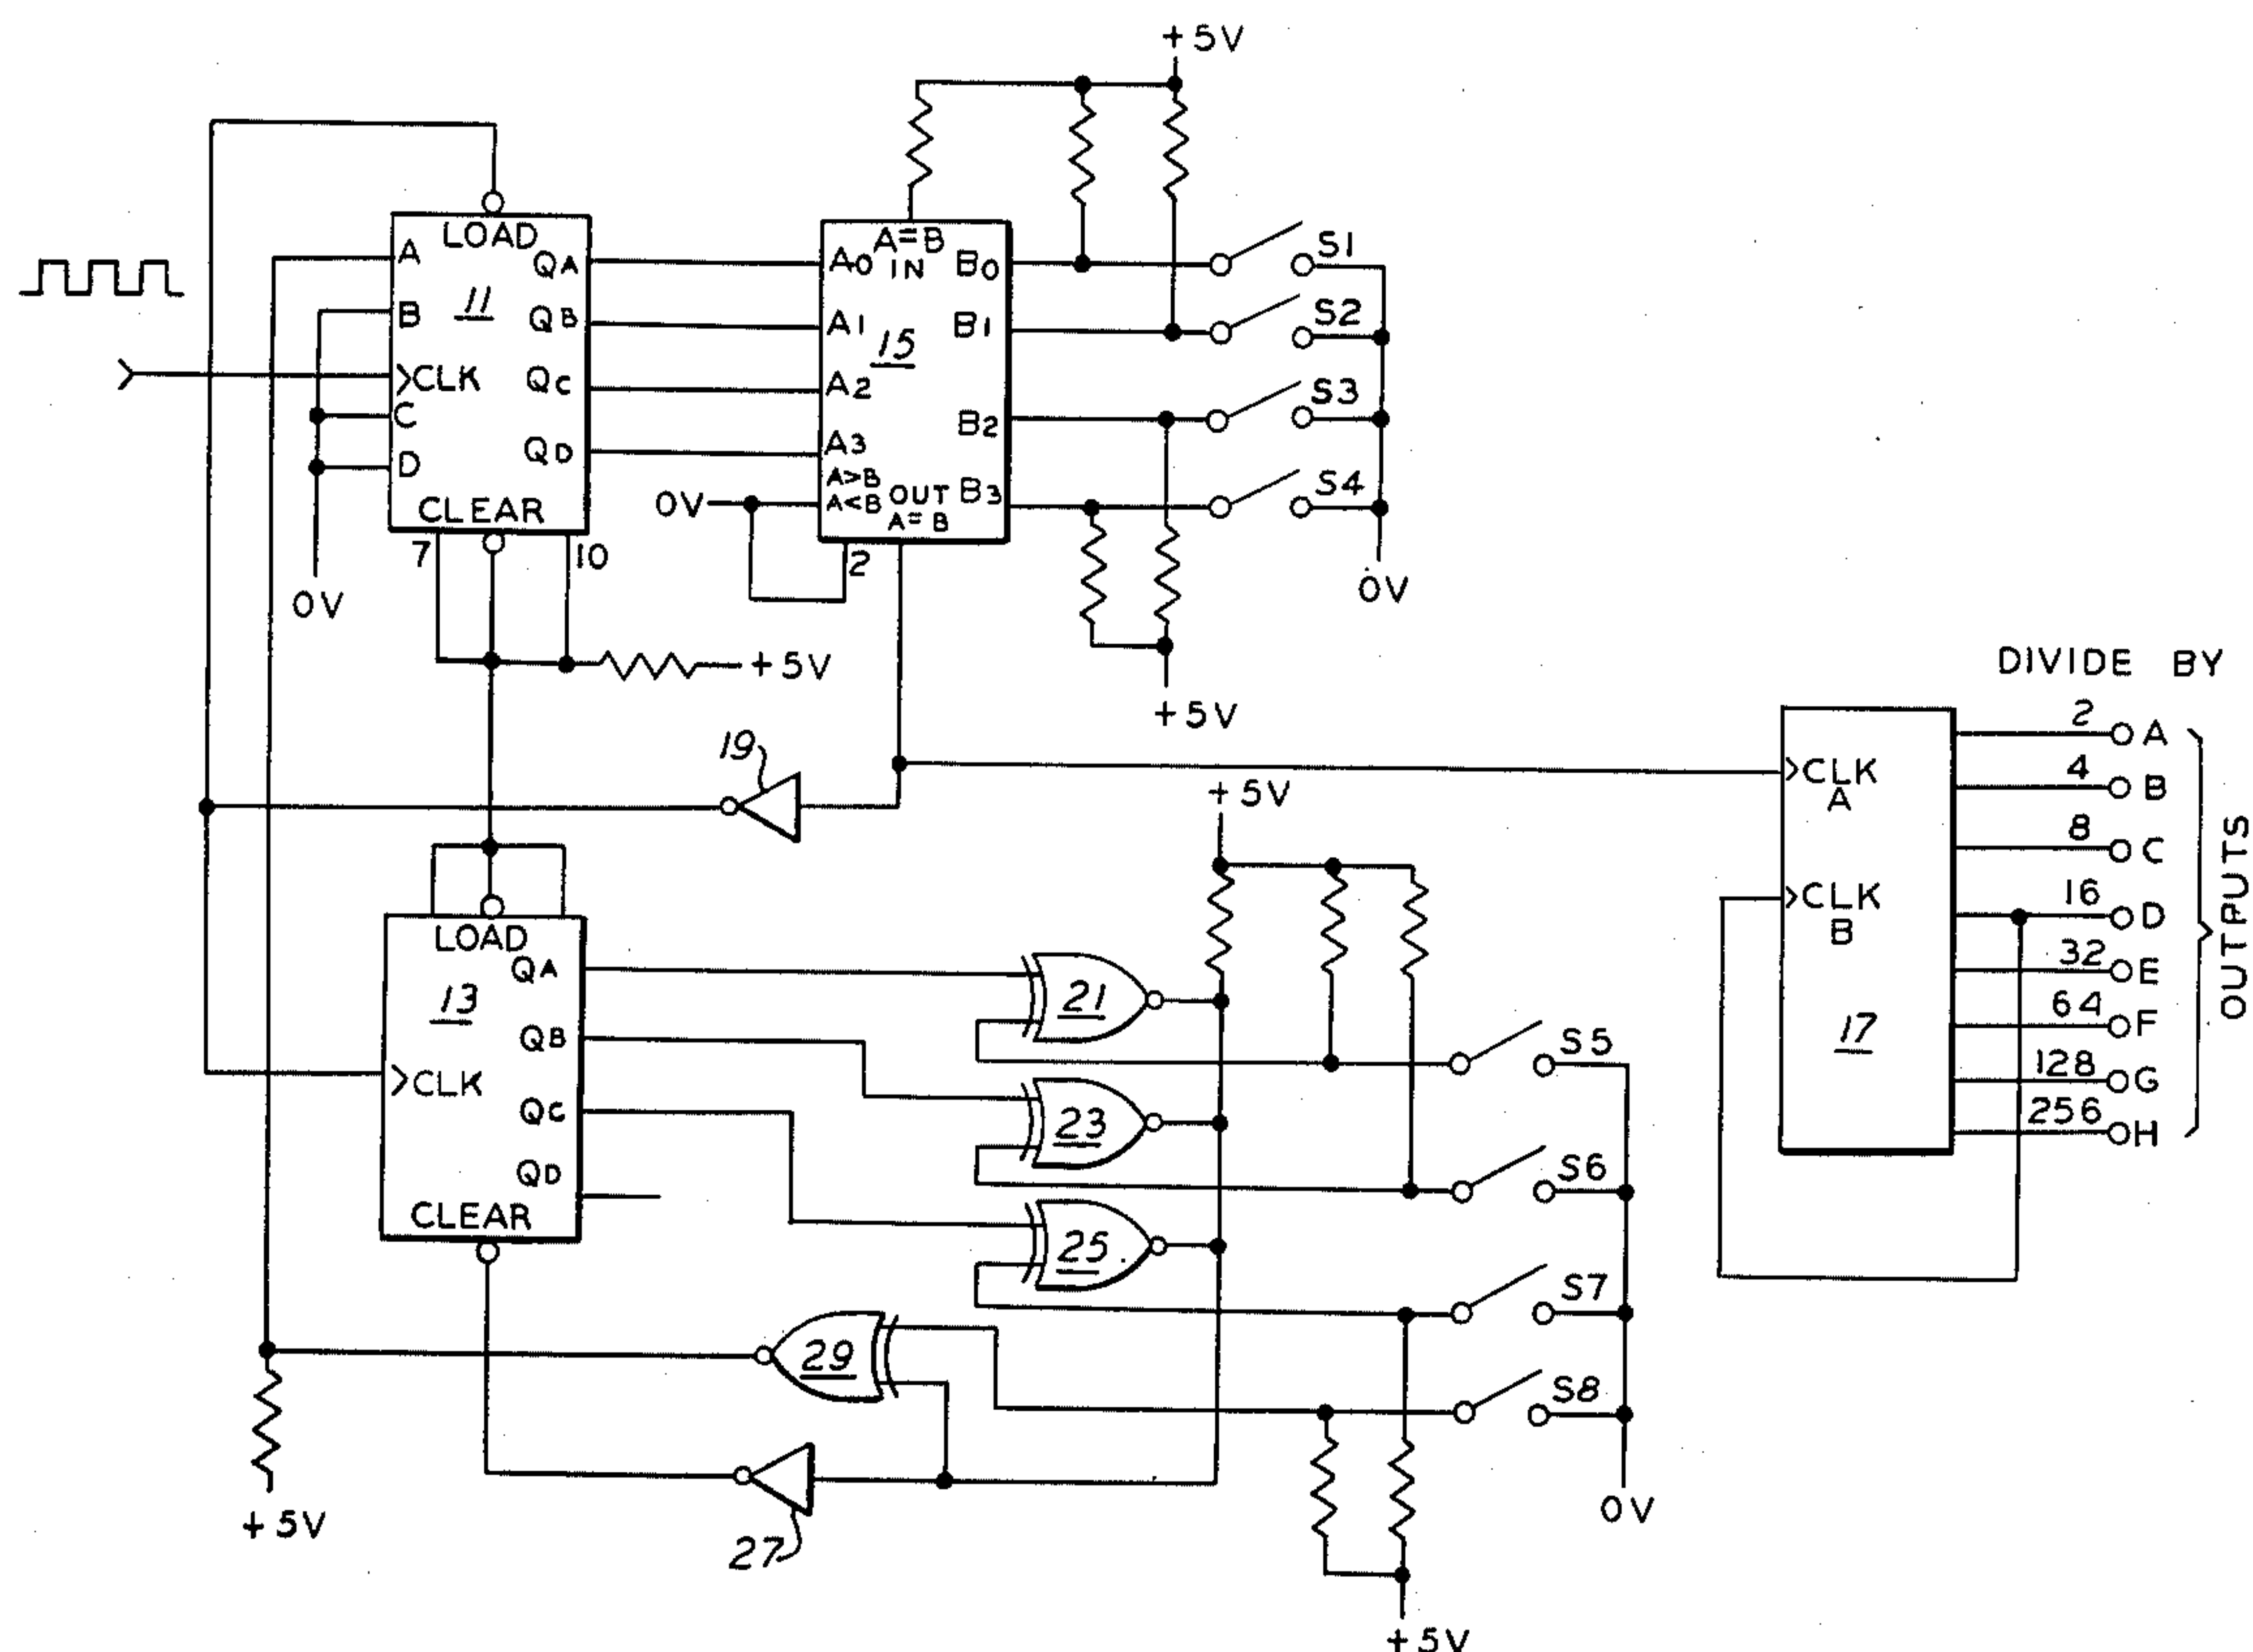 +5V
LOAD
A
QA
11
B
QB
>CLK
QC
C
D
QD
CLEAR
7
10
0V
+5V
A=B
IN
A0
B0
A1
B1
15
A2
B2
A3
A>B
A<B
OUT
A=B
B3
0V
2
S1
S2
S3
S4
0V
+5V
19
+5V
LOAD
QA
13
QB
>CLK
QC
QD
CLEAR
21
23
25
29
27
+5V
S5
S6
S7
S8
0V
+5V
DIVIDE BY
>CLK
A
>CLK
B
17
2 A
4 B
8 C
16 D
32 E
64 F
128 G
256 H
OUTPUTS